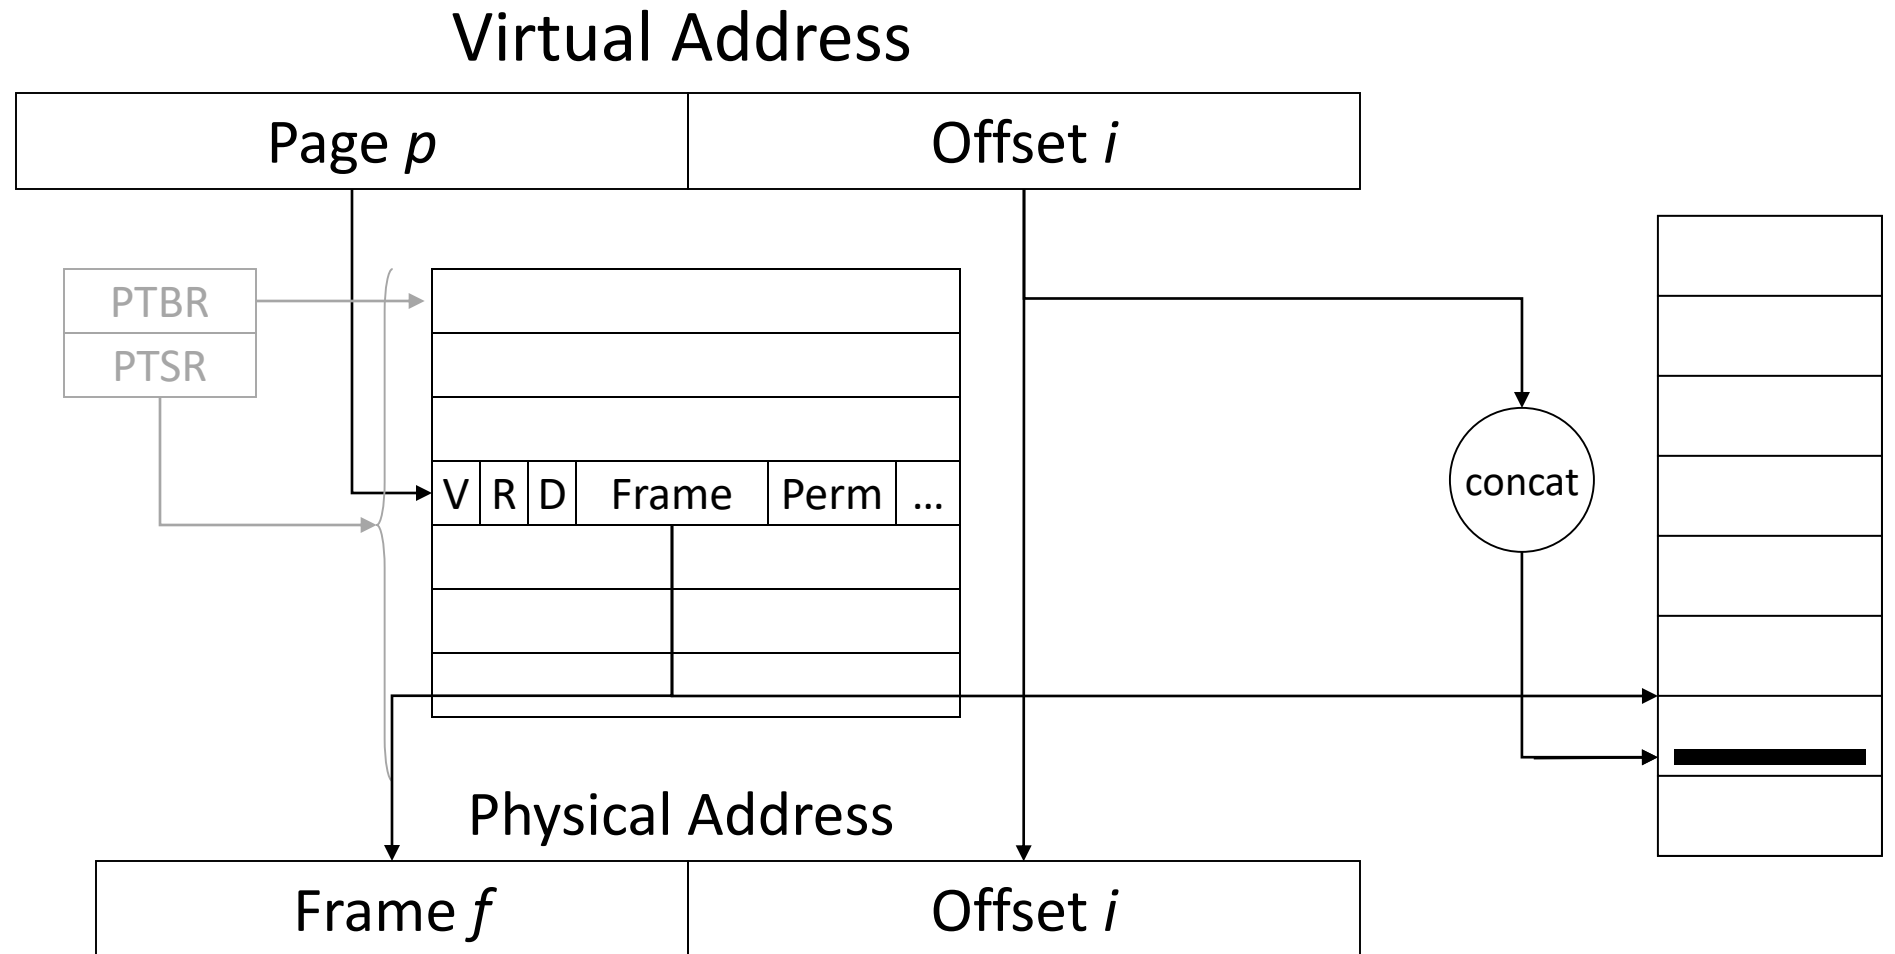 Virtual Address
Page p
Offset i
PTBR
PTSR
V R D Frame Perm ...
concat
Physical Address
Frame f
Offset i